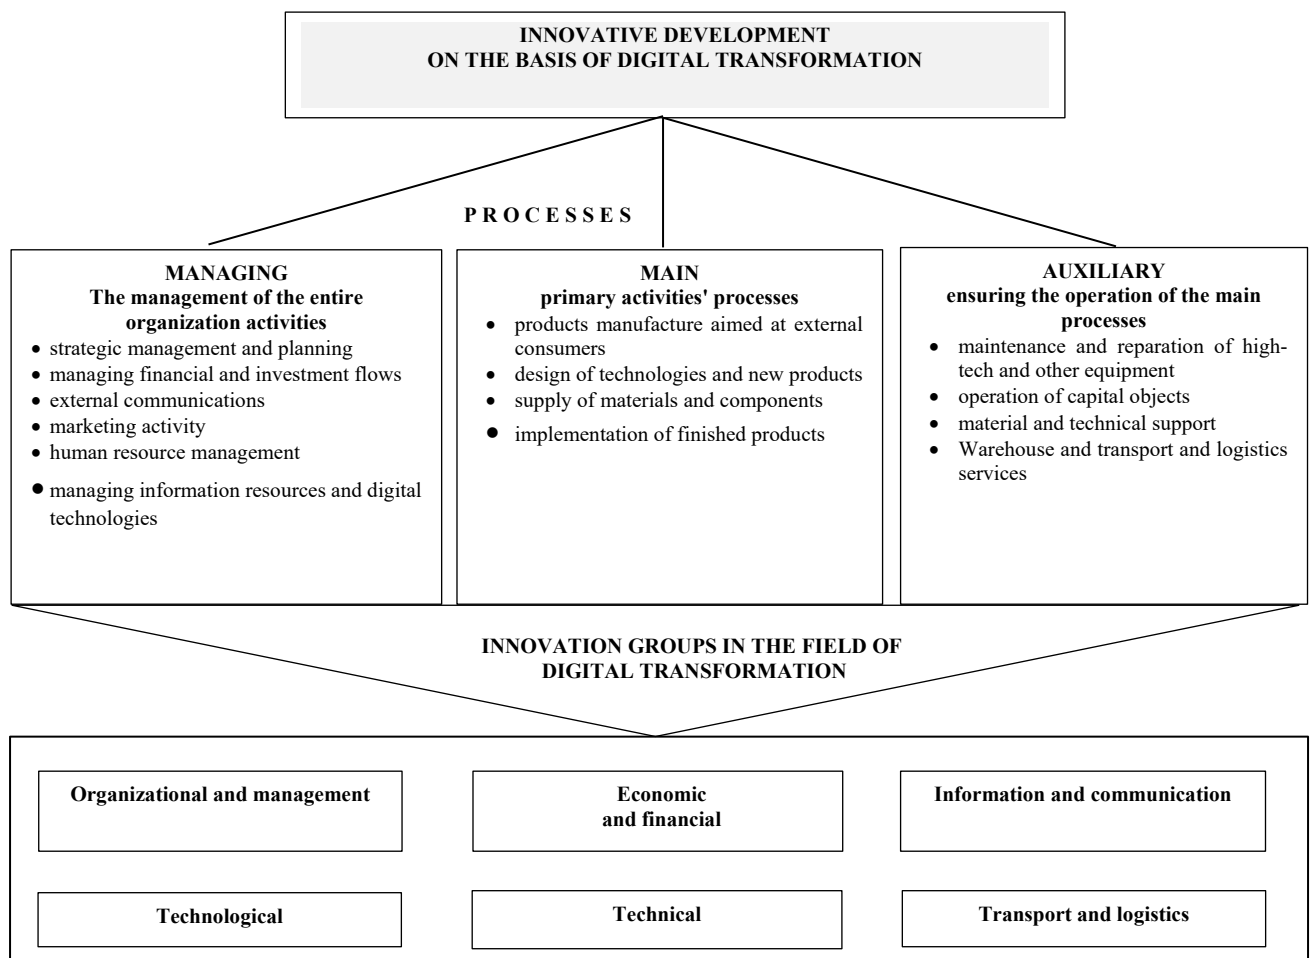 INNOVATIVE DEVELOPMENT
ON THE BASIS OF DIGITAL TRANSFORMATION
P R O C E S S E S
MANAGING
The management of the entire
organization activities
• strategic management and planning
• managing financial and investment flows
• external communications
• marketing activity
• human resource management
• managing information resources and digital
technologies
MAIN
primary activities' processes
• products manufacture aimed at external
consumers
• design of technologies and new products
• supply of materials and components
• implementation of finished products
AUXILIARY
ensuring the operation of the main
processes
• maintenance and reparation of high-
tech and other equipment
• operation of capital objects
• material and technical support
• Warehouse and transport and logistics
services
INNOVATION GROUPS IN THE FIELD OF
DIGITAL TRANSFORMATION
Organizational and management
Economic
and financial
Information and communication
Technological
Technical
Transport and logistics